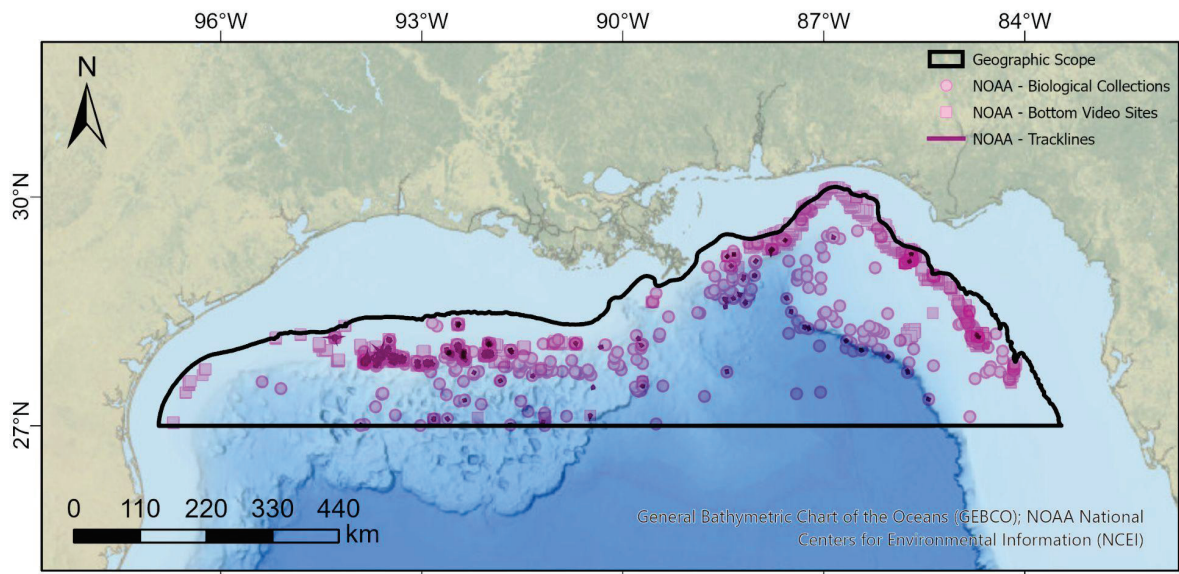 96°W 93°W 90°W 87°W 84°W
N
Geographic Scope
NOAA - Biological Collections
NOAA - Bottom Video Sites
NOAA - Tracklines
30°N
27°N
0 110 220 330 440
km
General Bathymetric Chart of the Oceans (GEBCO); NOAA National
Centers for Environmental Information (NCEI)